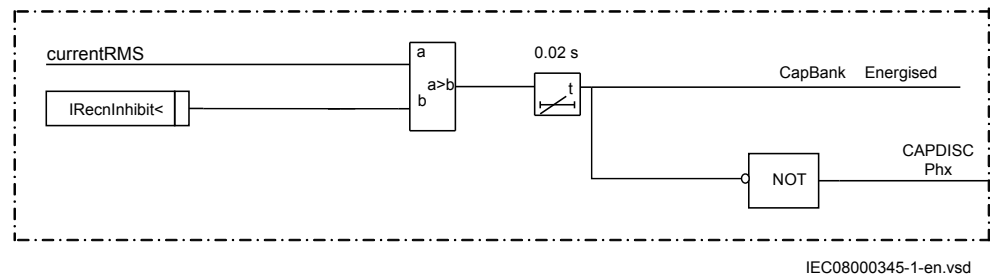 currentRMS
a
0.02 s
a>b
t
CapBank Energised
IRecnInhibit<
b
CAPDISC
Phx
NOT
IEC08000345-1-en.vsd